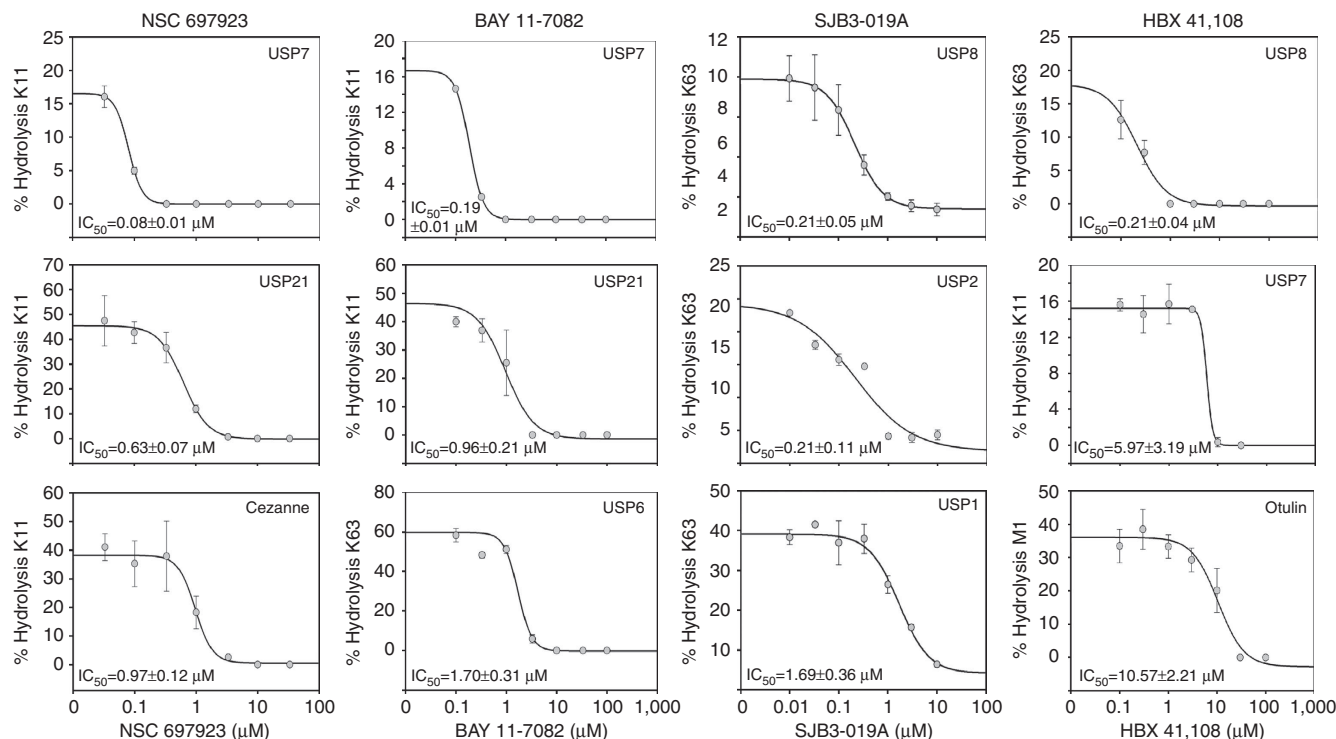 NSC 697923
% Hydrolysis K11
25
20
15
10
5
0
USP7
IC50=0.08±0.01 μM
BAY 11-7082
% Hydrolysis K11
16
14
12
10
8
6
4
2
0
USP7
IC50=0.19
±0.01 μM
SJB3-019A
% Hydrolysis K63
12
10
8
6
4
2
USP8
IC50=0.21±0.05 μM
HBX 41,108
% Hydrolysis K63
25
20
15
10
5
0
USP8
IC50=0.21±0.04 μM
% Hydrolysis K11
70
60
50
40
30
20
10
0
USP21
IC50=0.63±0.07 μM
% Hydrolysis K11
60
USP21
40
30
20
10
0
IC50=0.96±0.21 μM
% Hydrolysis K63
25
20
15
10
5
USP2
IC50=0.21±0.11 μM
% Hydrolysis K11
20
16
12
8
4
0
USP7
IC50=5.97±3.19 μM
% Hydrolysis K11
60
50
40
30
20
10
0
Cezanne
IC50=0.97±0.12 μM
0 0.1 1 10 100
NSC 697923 (μM)
% Hydrolysis K63
80
60
40
20
0
USP6
IC50=1.70±0.31 μM
0 0.1 1 10 100 1,000
BAY 11-7082 (μM)
% Hydrolysis K63
50
40
30
20
10
USP1
IC50=1.69±0.36 μM
0 0.01 0.1 1 10 100
SJB3-019A (μM)
% Hydrolysis M1
50
40
30
20
10
0
Otulin
IC50=10.57±2.21 μM
0 0.1 1 10 100 1,000
HBX 41,108 (μM)